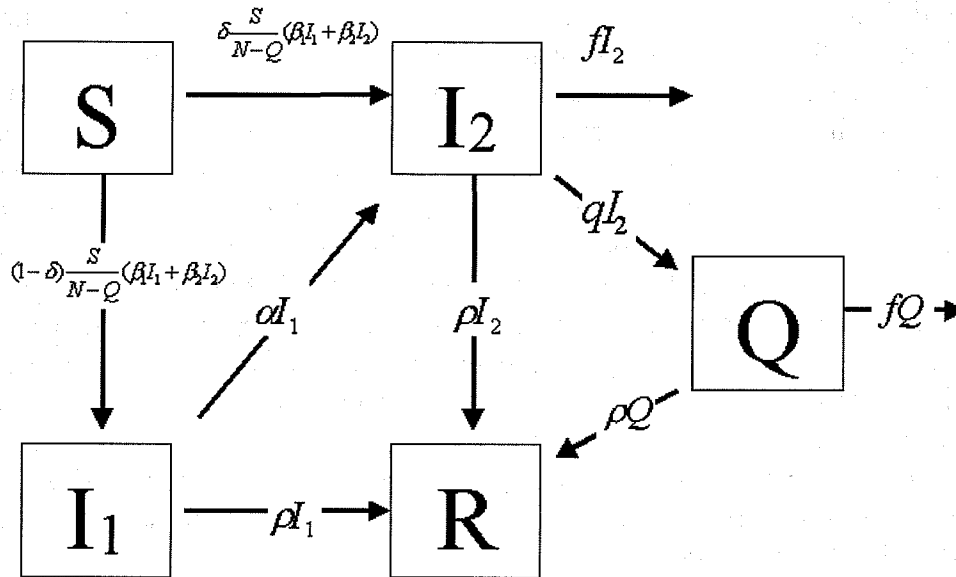 δ S/(N−Q) (β₁I₁ + β₂I₂)
fI₂
S
I₂
qI₂
(1−δ) S/(N−Q) (β₁I₁ + β₂I₂)
αI₁
ρI₂
Q
fQ
ρQ
I₁
ρI₁
R